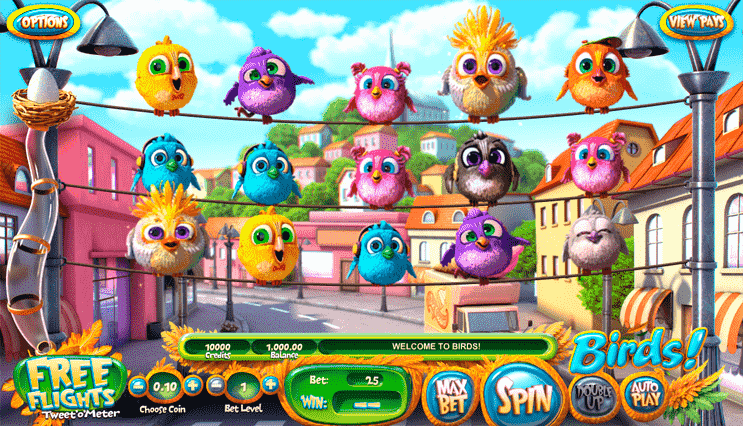 OPTIONS
VIEW PAYS
10000
Credits
1,000.00
Balance
WELCOME TO BIRDS!
Birds!
FREE
FLIGHTS
Tweet'o'Meter
0.10
Choose Coin
1
Bet Level
Bet: 25
WIN:
MAX
BET
SPIN
DOUBLE
UP
AUTO
PLAY